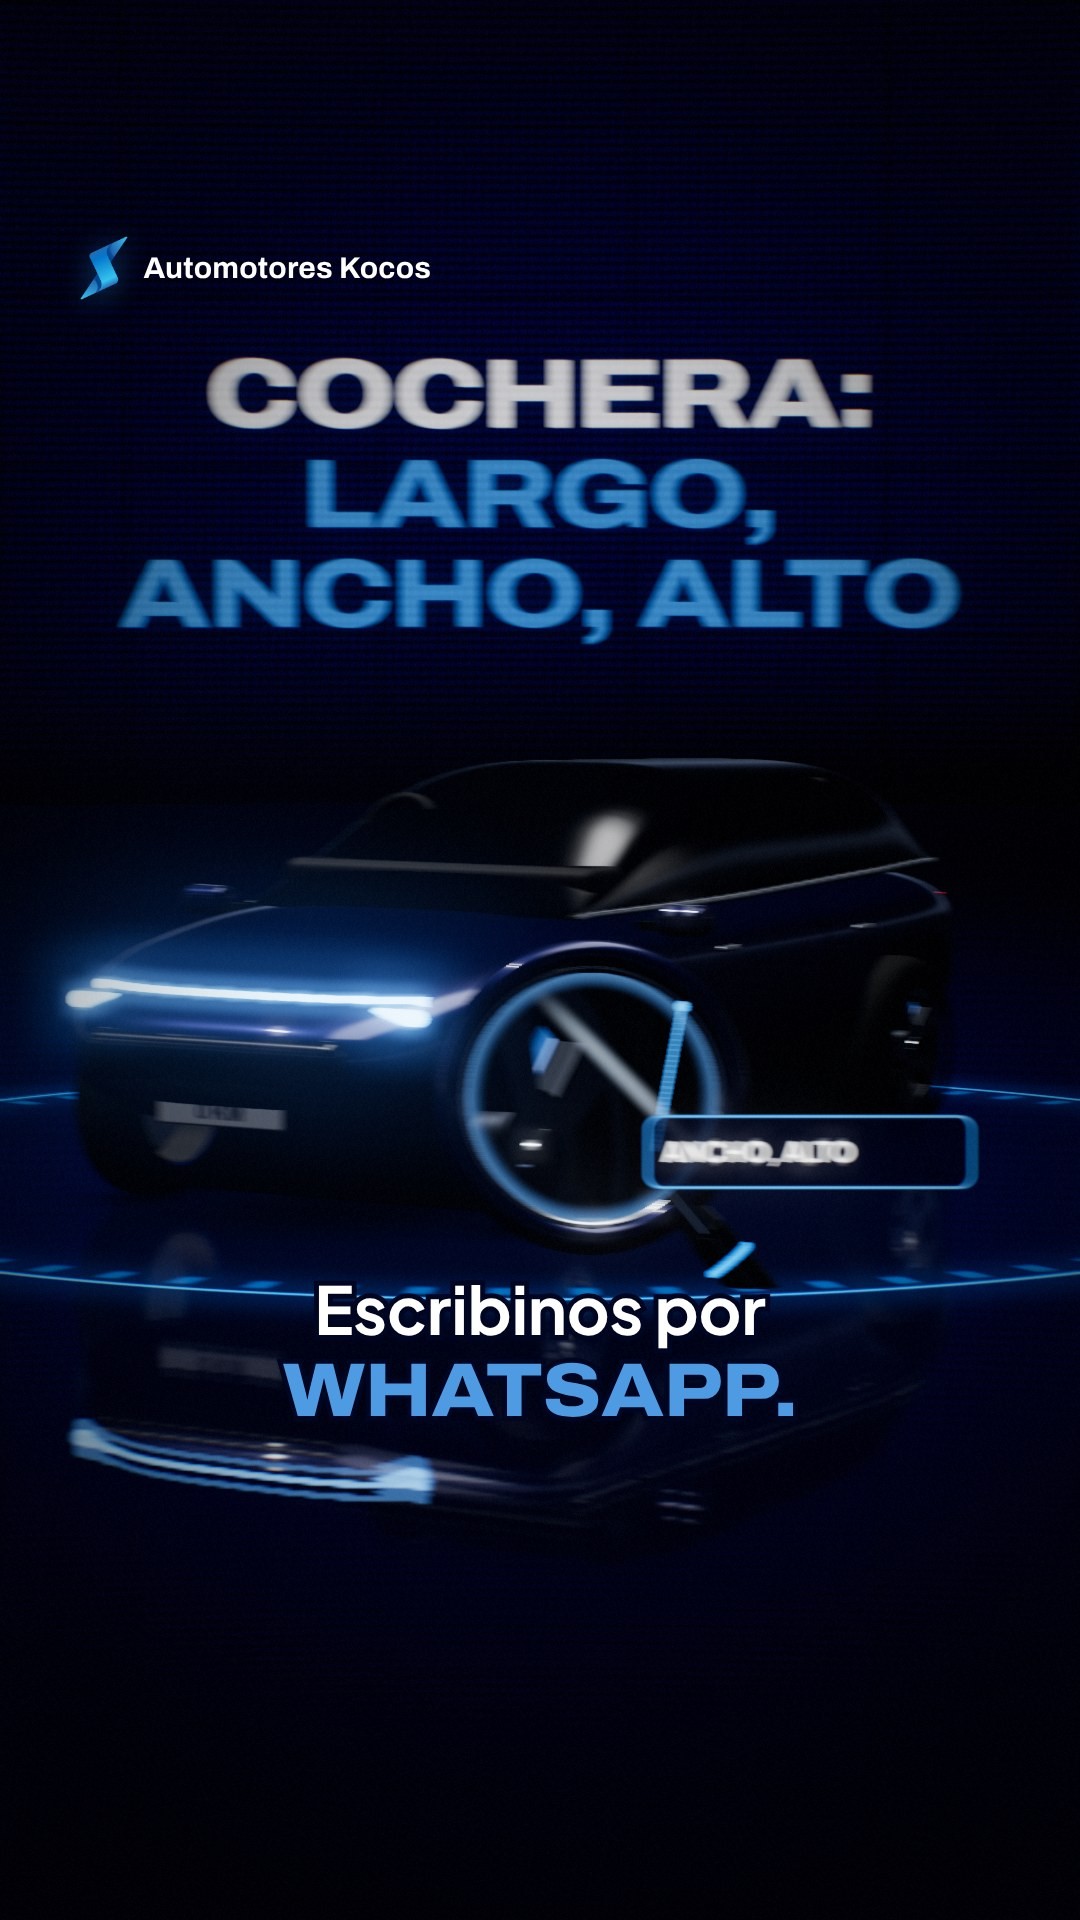 Automotores Kocos
COCHERA:
LARGO,
ANCHO, ALTO
ANCHO, ALTO
Escribinos por
WHATSAPP.